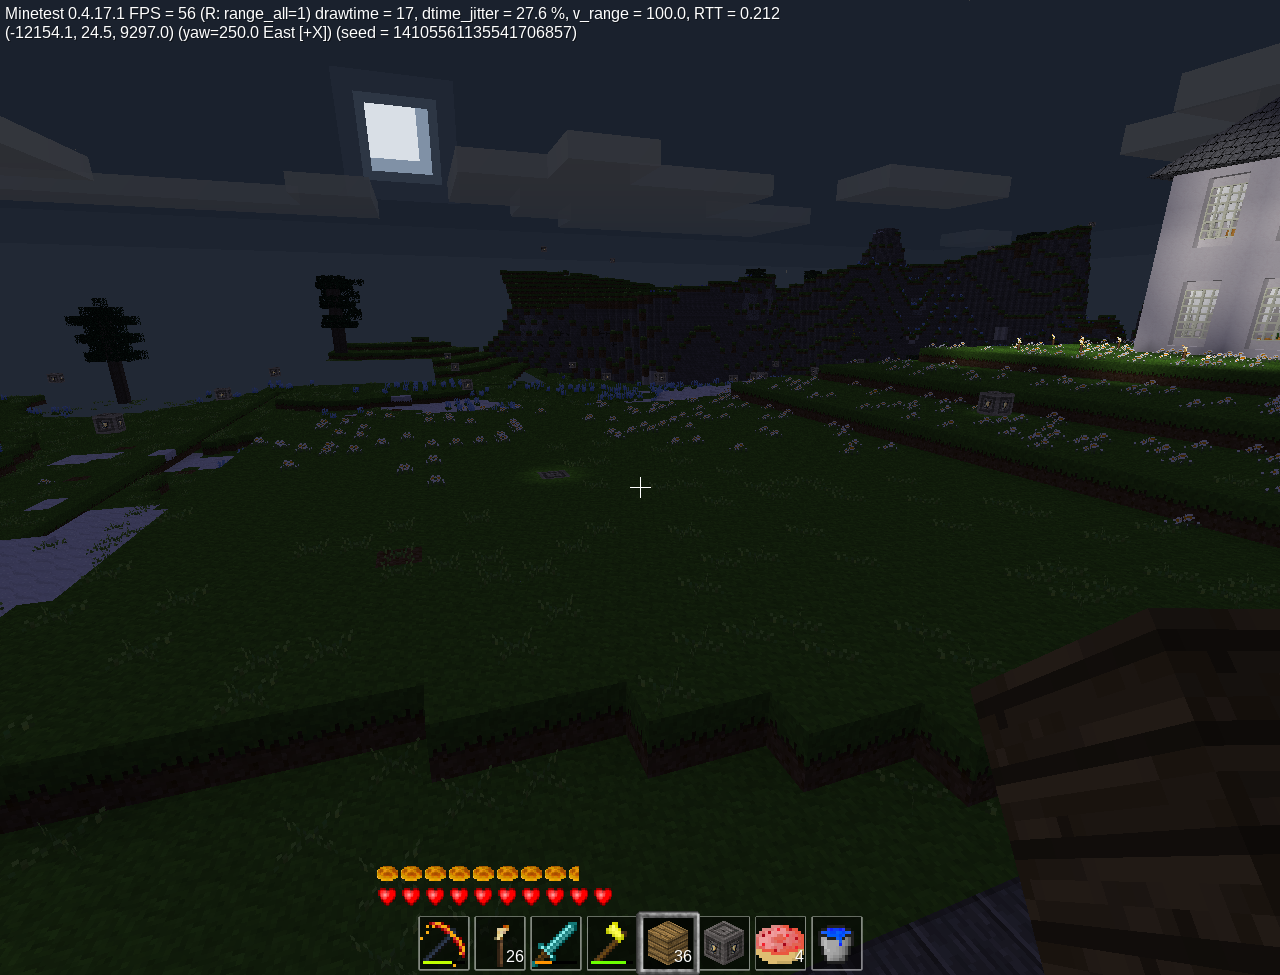 Minetest 0.4.17.1 FPS = 56 (R: range_all=1) drawtime = 17, dtime_jitter = 27.6 %, v_range = 100.0, RTT = 0.212
(-12154.1, 24.5, 9297.0) (yaw=250.0 East [+X]) (seed = 14105561135541706857)
26 36 4